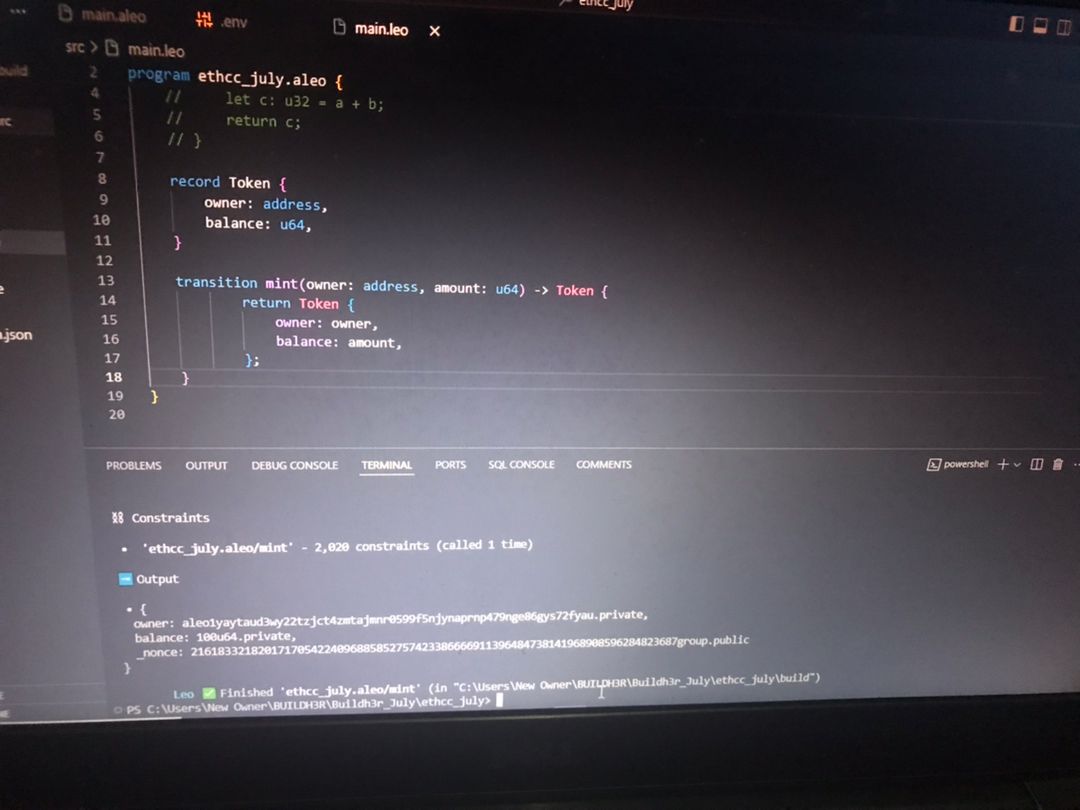 main.aleo .env main.leo
src > main.leo
2 program ethcc_july.aleo {
4 // let c: u32 = a + b;
5 // return c;
6 // }
7
8 record Token {
9 owner: address,
10 balance: u64,
11 }
12
13 transition mint(owner: address, amount: u64) -> Token {
14 return Token {
15 owner: owner,
16 balance: amount,
17 };
18 }
19 }
20
.json
PROBLEMS OUTPUT DEBUG CONSOLE TERMINAL PORTS SQL CONSOLE COMMENTS powershell
Constraints
• 'ethcc_july.aleo/mint' - 2,020 constraints (called 1 time)
Output
• {
owner: aleo1yaytaud3wy22tzjct4zmtajmnr0599f5njynaprnp479nge86gys72fyau.private,
balance: 100u64.private,
_nonce: 2161833218201717054224096885852757423386666911396484738141968908596284823687group.public
}
Leo ✅ Finished 'ethcc_july.aleo/mint' (in "C:\Users\New Owner\BUILDH3R\Buildh3r_July\ethcc_july\build")
PS C:\Users\New Owner\BUILDH3R\Buildh3r_July\ethcc_july>